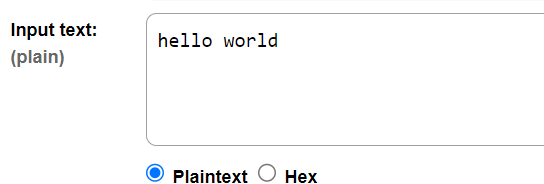 Input text:
(plain)
hello world
Plaintext Hex